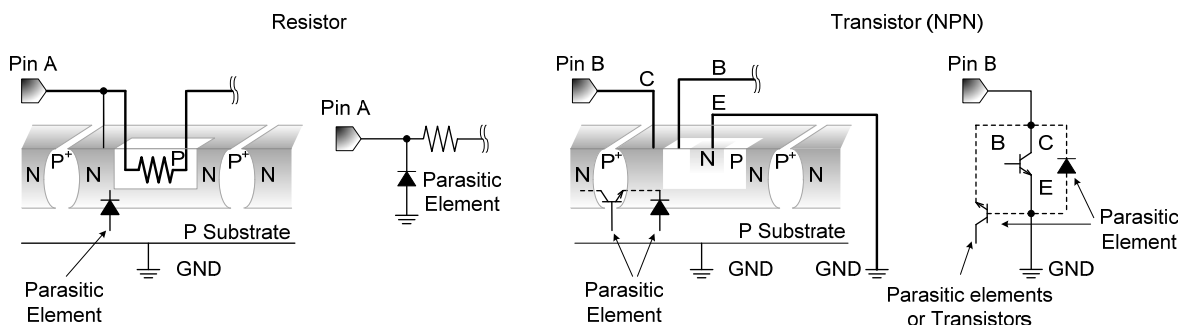 Resistor
Transistor (NPN)
Pin A
Pin B
C
B
E
Pin B
Pin A
N
P+
N
P
N
P+
N
Parasitic
Element
P Substrate
GND
Parasitic
Element
N
P+
N
N
P
N
P+
N
P Substrate
GND
GND
Parasitic
Element
B
C
E
Parasitic
Element
GND
Parasitic elements
or Transistors